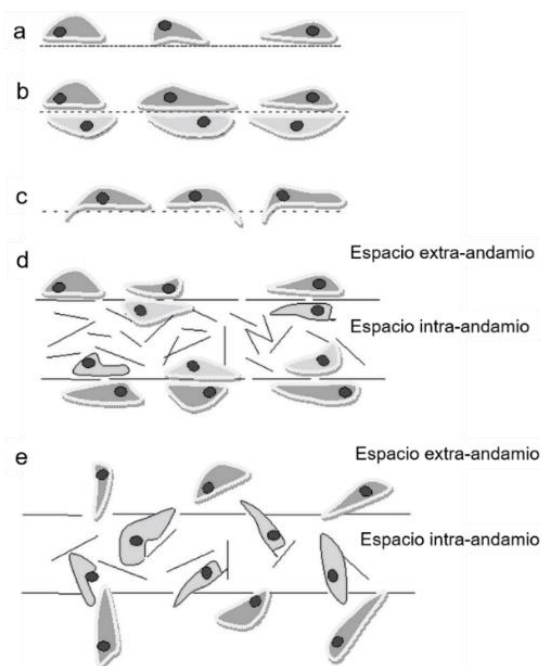 a
b
c
Espacio extra-andamio
d
Espacio intra-andamio
e
Espacio extra-andamio
Espacio intra-andamio